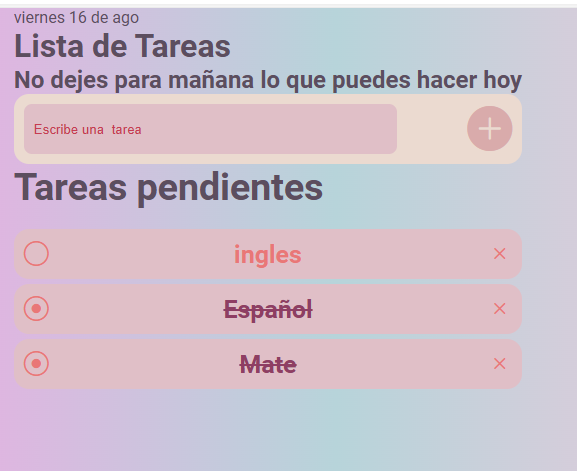 viernes 16 de ago
Lista de Tareas
No dejes para mañana lo que puedes hacer hoy
Escribe una  tarea
Tareas pendientes
ingles
Español
Mate